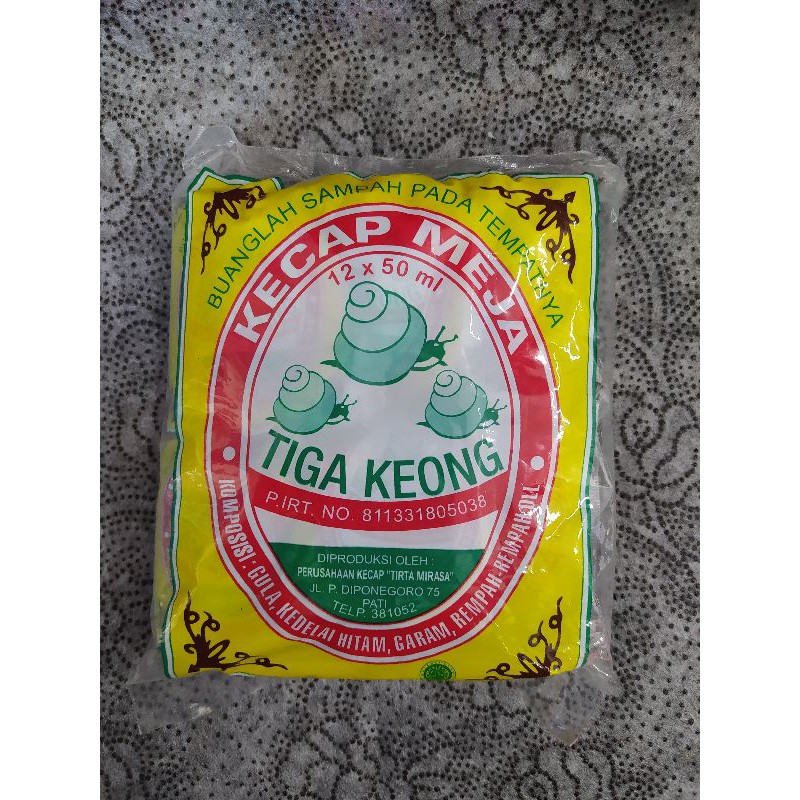 BUANGLAH SAMPAH PADA TEMPATNYA
KECAP MEJA
12 x 50 ml
TIGA KEONG
P.IRT. NO. 811331805038
DIPRODUKSI OLEH :
PERUSAHAAN KECAP "TIRTA MIRASA"
JL. P. DIPONEGORO 75
PATI
TELP. 381052
KOMPOSISI : GULA, KEDELAI HITAM, GARAM, REMPAH-REMPAH DLL